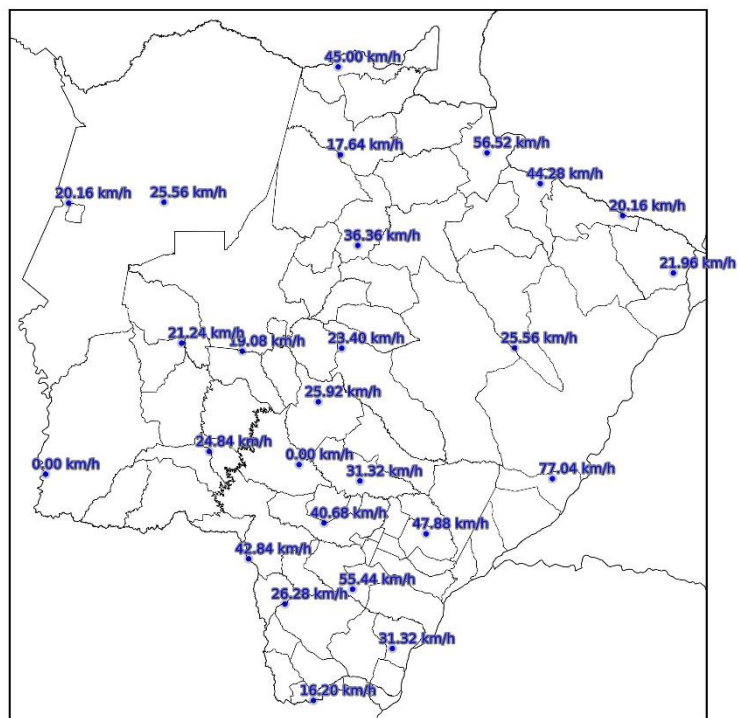 45.00 km/h
17.64 km/h
56.52 km/h
44.28 km/h
20.16 km/h
25.56 km/h
20.16 km/h
36.36 km/h
21.96 km/h
21.24 km/h
19.08 km/h
23.40 km/h
25.56 km/h
25.92 km/h
24.84 km/h
0.00 km/h
0.00 km/h
31.32 km/h
77.04 km/h
40.68 km/h
47.88 km/h
42.84 km/h
55.44 km/h
26.28 km/h
31.32 km/h
16.20 km/h